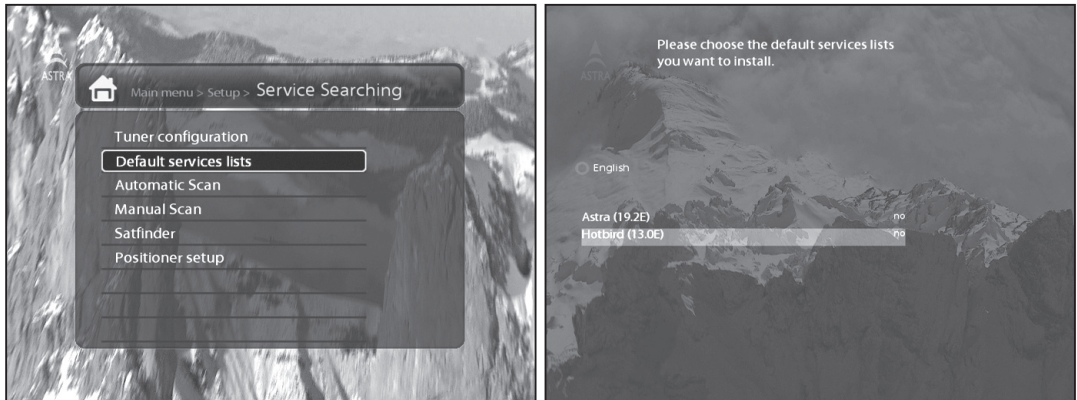 ASTRA
Main menu > Setup > Service Searching
Tuner configuration
Default services lists
Automatic Scan
Manual Scan
Satfinder
Positioner setup
Please choose the default services lists
you want to install.
ASTRA
English
Astra (19.2E) no
Hotbird (13.0E) no